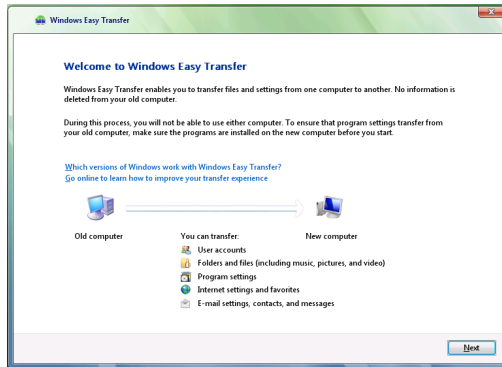 Windows Easy Transfer
Welcome to Windows Easy Transfer
Windows Easy Transfer enables you to transfer files and settings from one computer to another. No information is
deleted from your old computer.
During this process, you will not be able to use either computer. To ensure that program settings transfer from
your old computer, make sure the programs are installed on the new computer before you start.
Which versions of Windows work with Windows Easy Transfer?
Go online to learn how to improve your transfer experience
Old computer
You can transfer:
New computer
User accounts
Folders and files (including music, pictures, and video)
Program settings
Internet settings and favorites
E-mail settings, contacts, and messages
Next